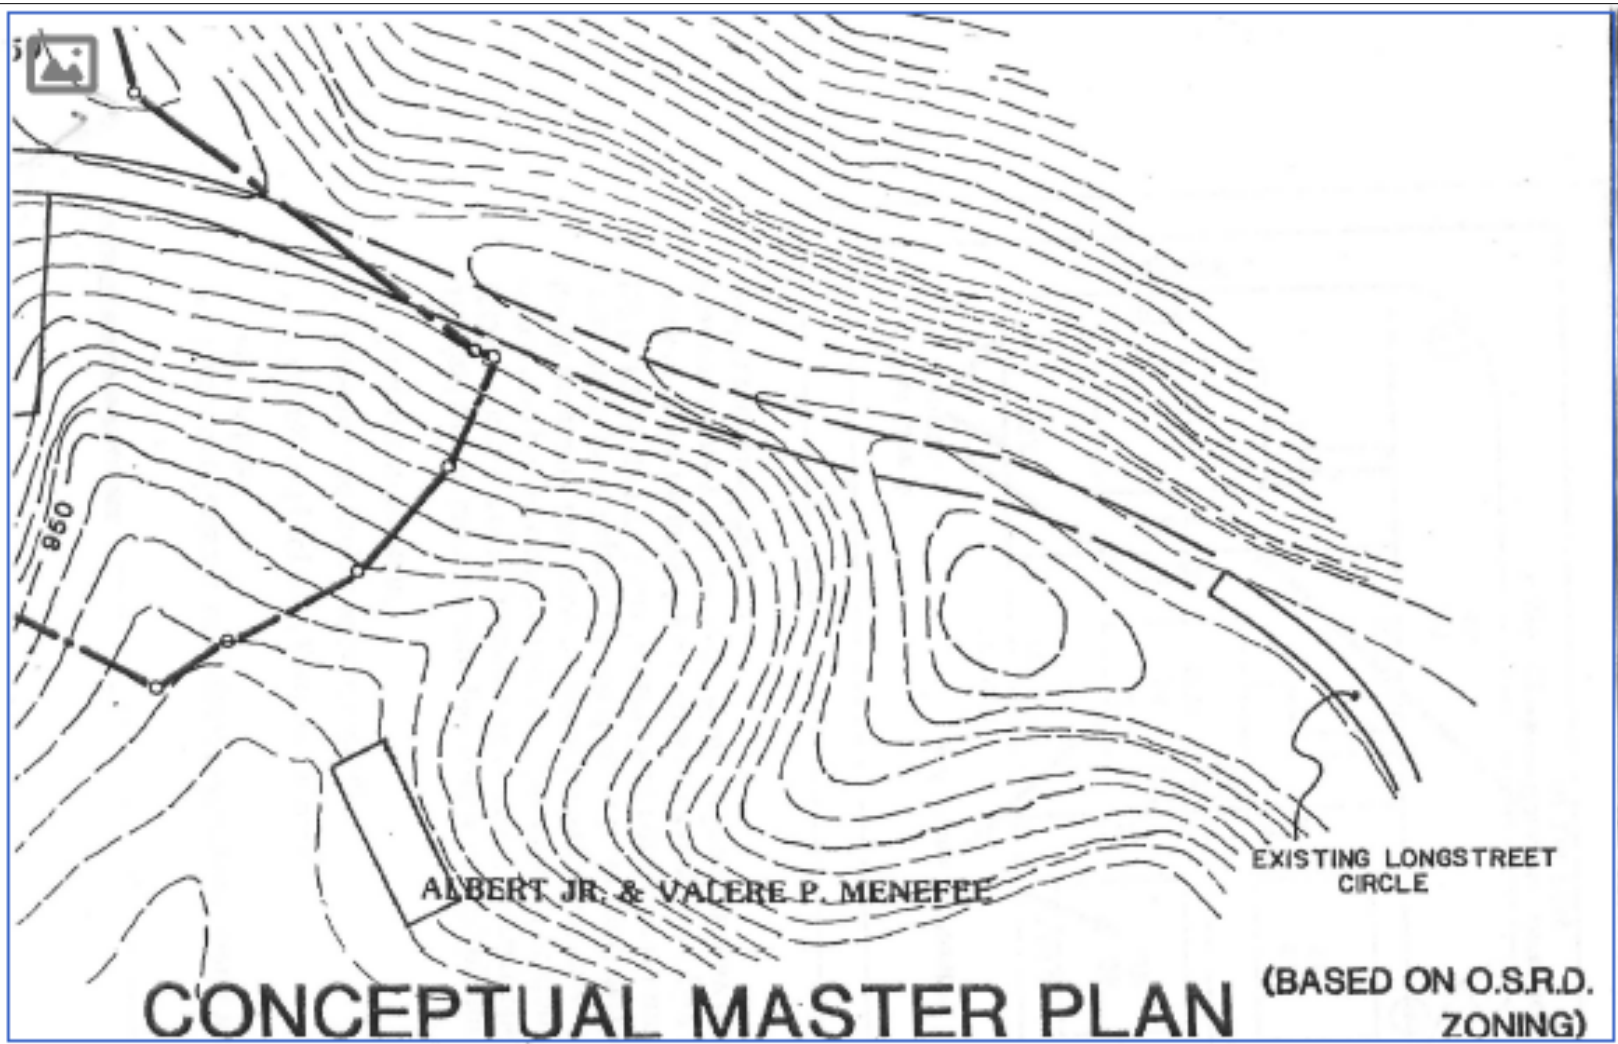 950
EXISTING LONGSTREET
CIRCLE
ALBERT JR. & VALERE P. MENEFEE
CONCEPTUAL MASTER PLAN
(BASED ON O.S.R.D.
ZONING)